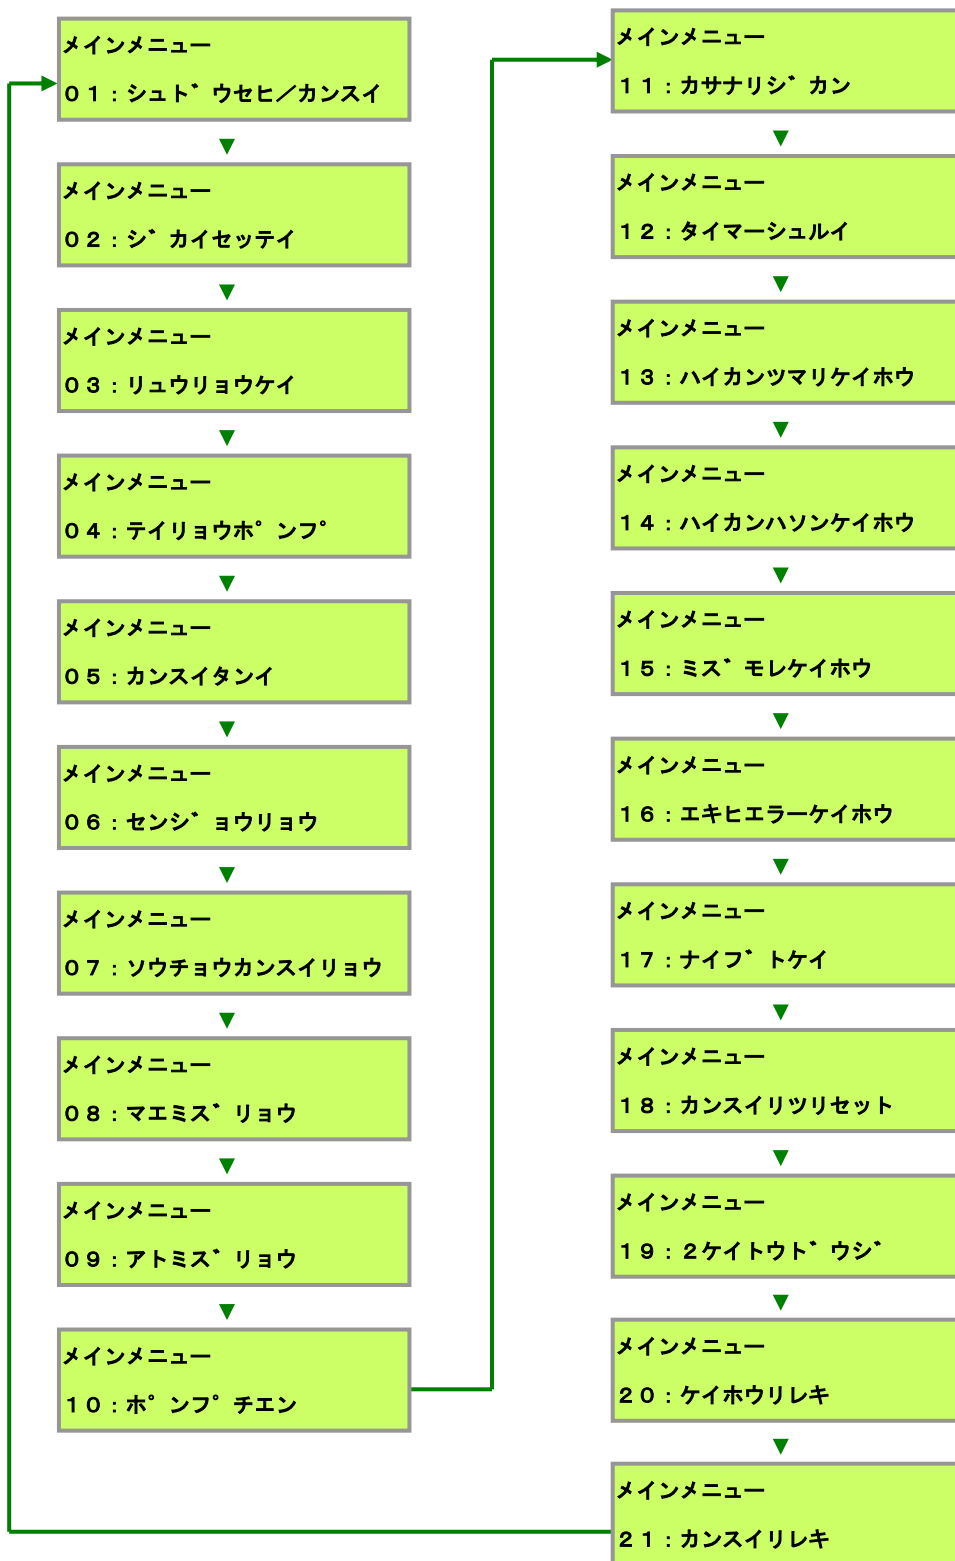 メインメニュー
０１：シュト゛ウセヒ／カンスイ
▼
メインメニュー
０２：シ゛カイセッテイ
▼
メインメニュー
０３：リュウリョウケイ
▼
メインメニュー
０４：テイリョウホ゜ンフ゜
▼
メインメニュー
０５：カンスイタンイ
▼
メインメニュー
０６：センシ゛ョウリョウ
▼
メインメニュー
０７：ソウチョウカンスイリョウ
▼
メインメニュー
０８：マエミス゛リョウ
▼
メインメニュー
０９：アトミス゛リョウ
▼
メインメニュー
１０：ホ゜ンフ゜チエン
メインメニュー
１１：カサナリシ゛カン
▼
メインメニュー
１２：タイマーシュルイ
▼
メインメニュー
１３：ハイカンツマリケイホウ
▼
メインメニュー
１４：ハイカンハソンケイホウ
▼
メインメニュー
１５：ミス゛モレケイホウ
▼
メインメニュー
１６：エキヒエラーケイホウ
▼
メインメニュー
１７：ナイフ゛トケイ
▼
メインメニュー
１８：カンスイリツリセット
▼
メインメニュー
１９：２ケイトウト゛ウシ゛
▼
メインメニュー
２０：ケイホウリレキ
▼
メインメニュー
２１：カンスイリレキ